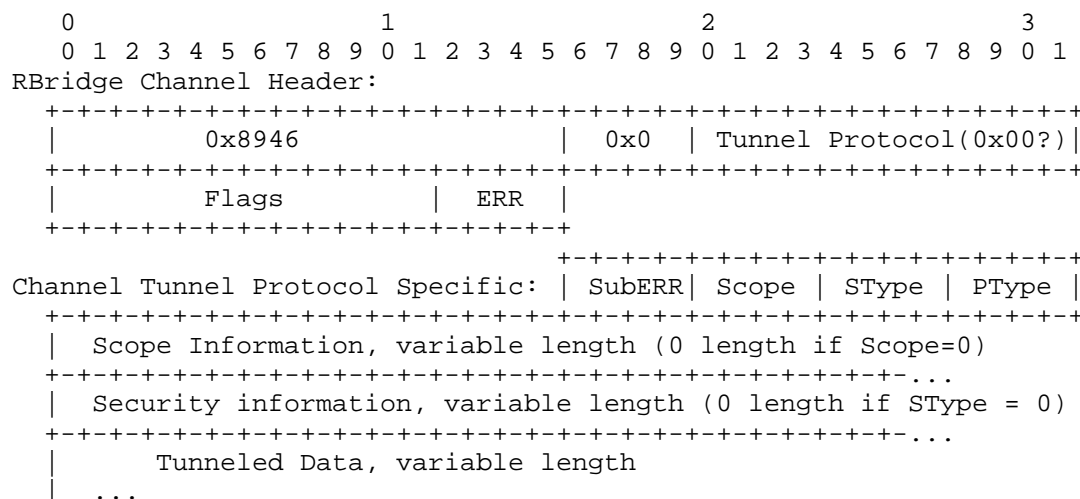 0                   1                   2                   3
    0 1 2 3 4 5 6 7 8 9 0 1 2 3 4 5 6 7 8 9 0 1 2 3 4 5 6 7 8 9 0 1
RBridge Channel Header:
   +-+-+-+-+-+-+-+-+-+-+-+-+-+-+-+-+-+-+-+-+-+-+-+-+-+-+-+-+-+-+-+-+
   |         0x8946                |  0x0  | Tunnel Protocol(0x00?)|
   +-+-+-+-+-+-+-+-+-+-+-+-+-+-+-+-+-+-+-+-+-+-+-+-+-+-+-+-+-+-+-+-+
   |         Flags         |  ERR  |
   +-+-+-+-+-+-+-+-+-+-+-+-+-+-+-+-+
                                   +-+-+-+-+-+-+-+-+-+-+-+-+-+-+-+-+
Channel Tunnel Protocol Specific: | SubERR| Scope | SType | PType |
   +-+-+-+-+-+-+-+-+-+-+-+-+-+-+-+-+-+-+-+-+-+-+-+-+-+-+-+-+-+-+-+-+
   |  Scope Information, variable length (0 length if Scope=0)
   +-+-+-+-+-+-+-+-+-+-+-+-+-+-+-+-+-+-+-+-+-+-+-+-+-+-+-...
   |  Security information, variable length (0 length if SType = 0)
   +-+-+-+-+-+-+-+-+-+-+-+-+-+-+-+-+-+-+-+-+-+-+-+-+-+-+-...
   |      Tunneled Data, variable length
   |  ...